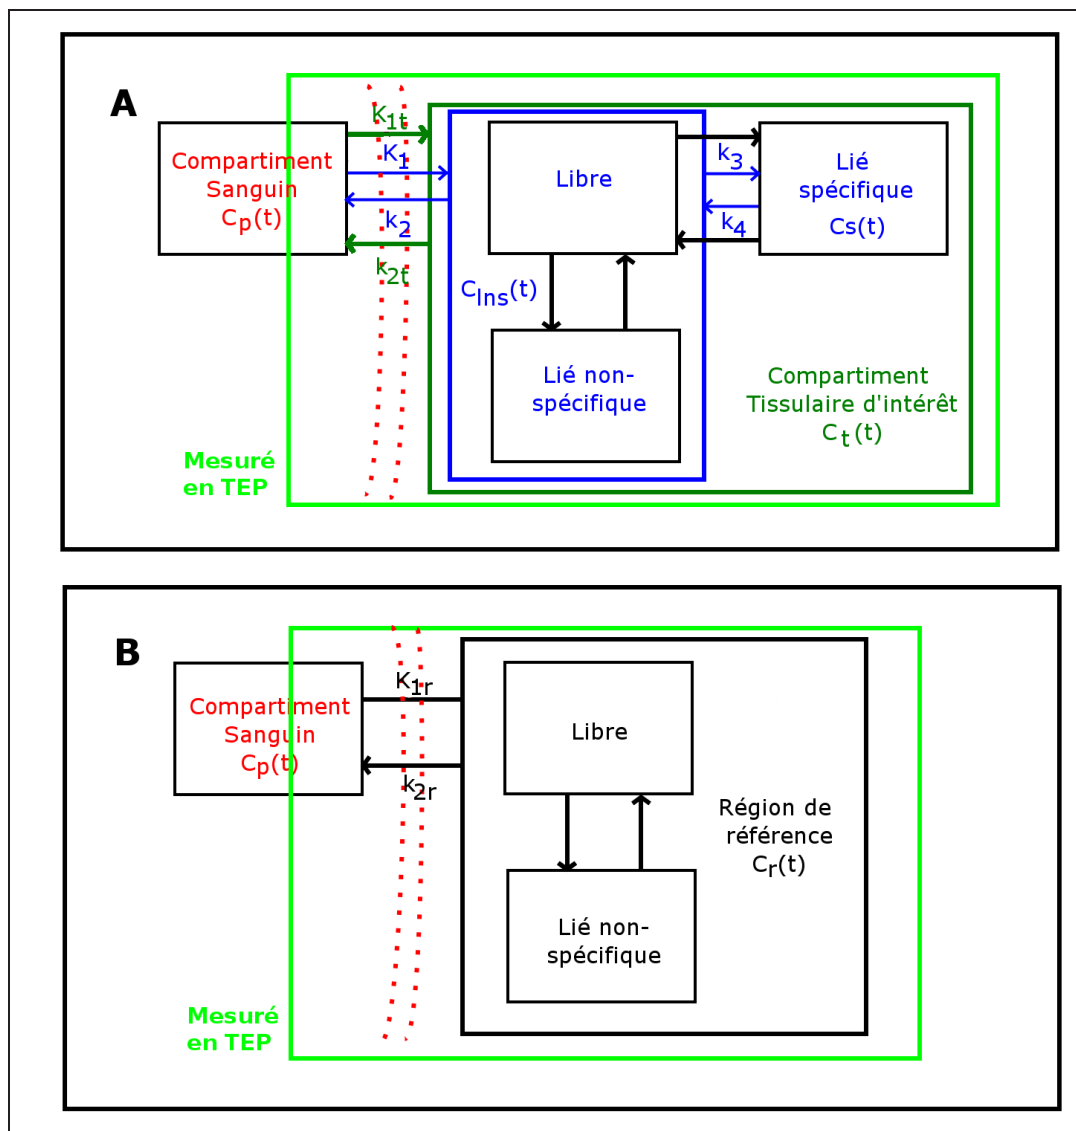 A
Compartiment
Sanguin
Cp(t)
K1t
K1
k2
k2t
Libre
k3
k4
Lié
spécifique
Cs(t)
Clns(t)
Lié non-
spécifique
Compartiment
Tissulaire d'intérêt
Ct(t)
Mesuré
en TEP
B
Compartiment
Sanguin
Cp(t)
K1r
k2r
Libre
Région de
référence
Cr(t)
Lié non-
spécifique
Mesuré
en TEP